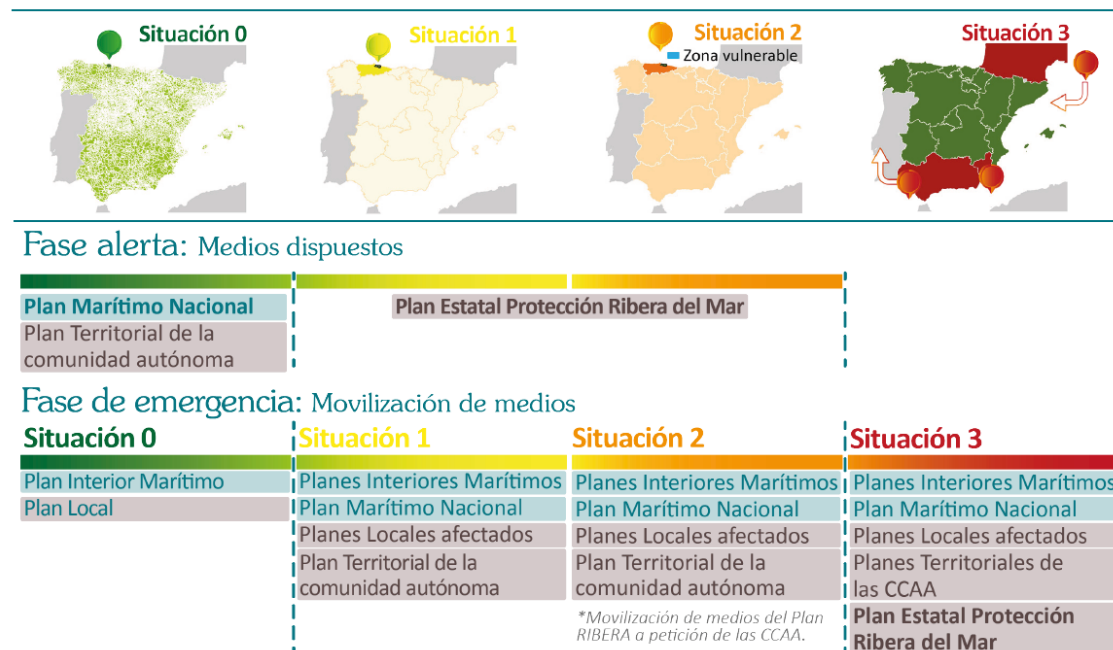 Situación 0
Situación 1
Situación 2
Zona vulnerable
Situación 3
Fase alerta: Medios dispuestos
Plan Marítimo Nacional
Plan Territorial de la
comunidad autónoma
Plan Estatal Protección Ribera del Mar
Fase de emergencia: Movilización de medios
Situación 0
Plan Interior Marítimo
Plan Local
Situación 1
Planes Interiores Marítimos
Plan Marítimo Nacional
Planes Locales afectados
Plan Territorial de la
comunidad autónoma
Situación 2
Planes Interiores Marítimos
Plan Marítimo Nacional
Planes Locales afectados
Plan Territorial de la
comunidad autónoma
*Movilización de medios del Plan
RIBERA a petición de las CCAA.
Situación 3
Planes Interiores Marítimos
Plan Marítimo Nacional
Planes Locales afectados
Planes Territoriales de
las CCAA
Plan Estatal Protección
Ribera del Mar